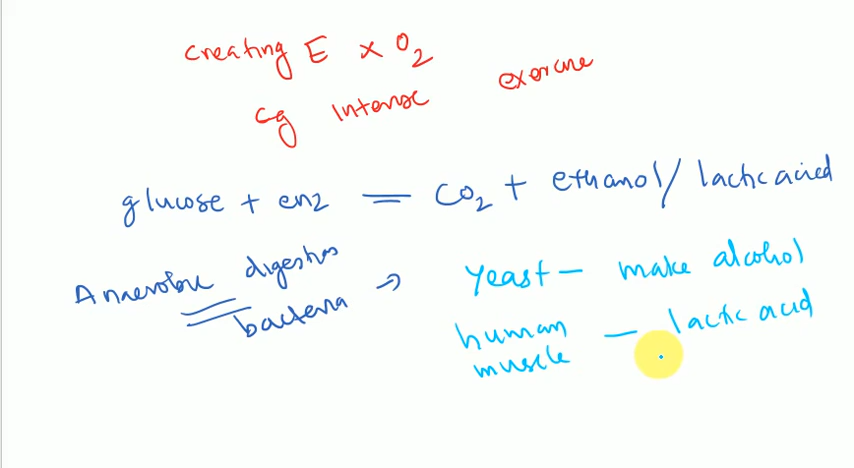 creating E x O2
eg intense exercise
glucose + enz = CO2 + ethanol / lactic acid
Anaerobic digestion
bacteria →
yeast – make alcohol
human – lactic acid
muscle